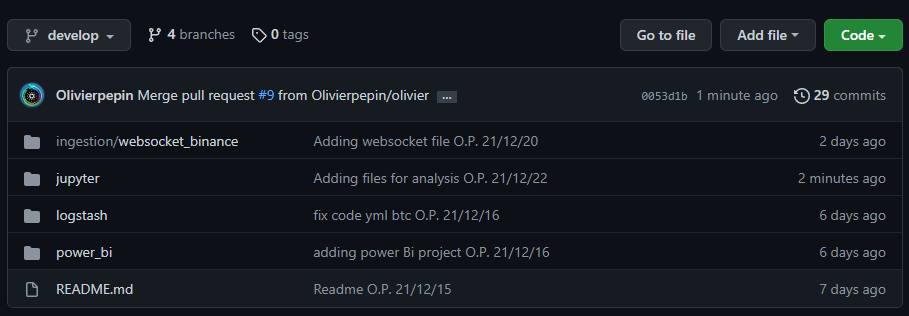 develop 4 branches 0 tags Go to file Add file Code
Olivierpepin Merge pull request #9 from Olivierpepin/olivier ... 0053d1b 1 minute ago 29 commits
ingestion/websocket_binance Adding websocket file O.P. 21/12/20 2 days ago
jupyter Adding files for analysis O.P. 21/12/22 2 minutes ago
logstash fix code yml btc O.P. 21/12/16 6 days ago
power_bi adding power Bi project O.P. 21/12/16 6 days ago
README.md Readme O.P. 21/12/15 7 days ago